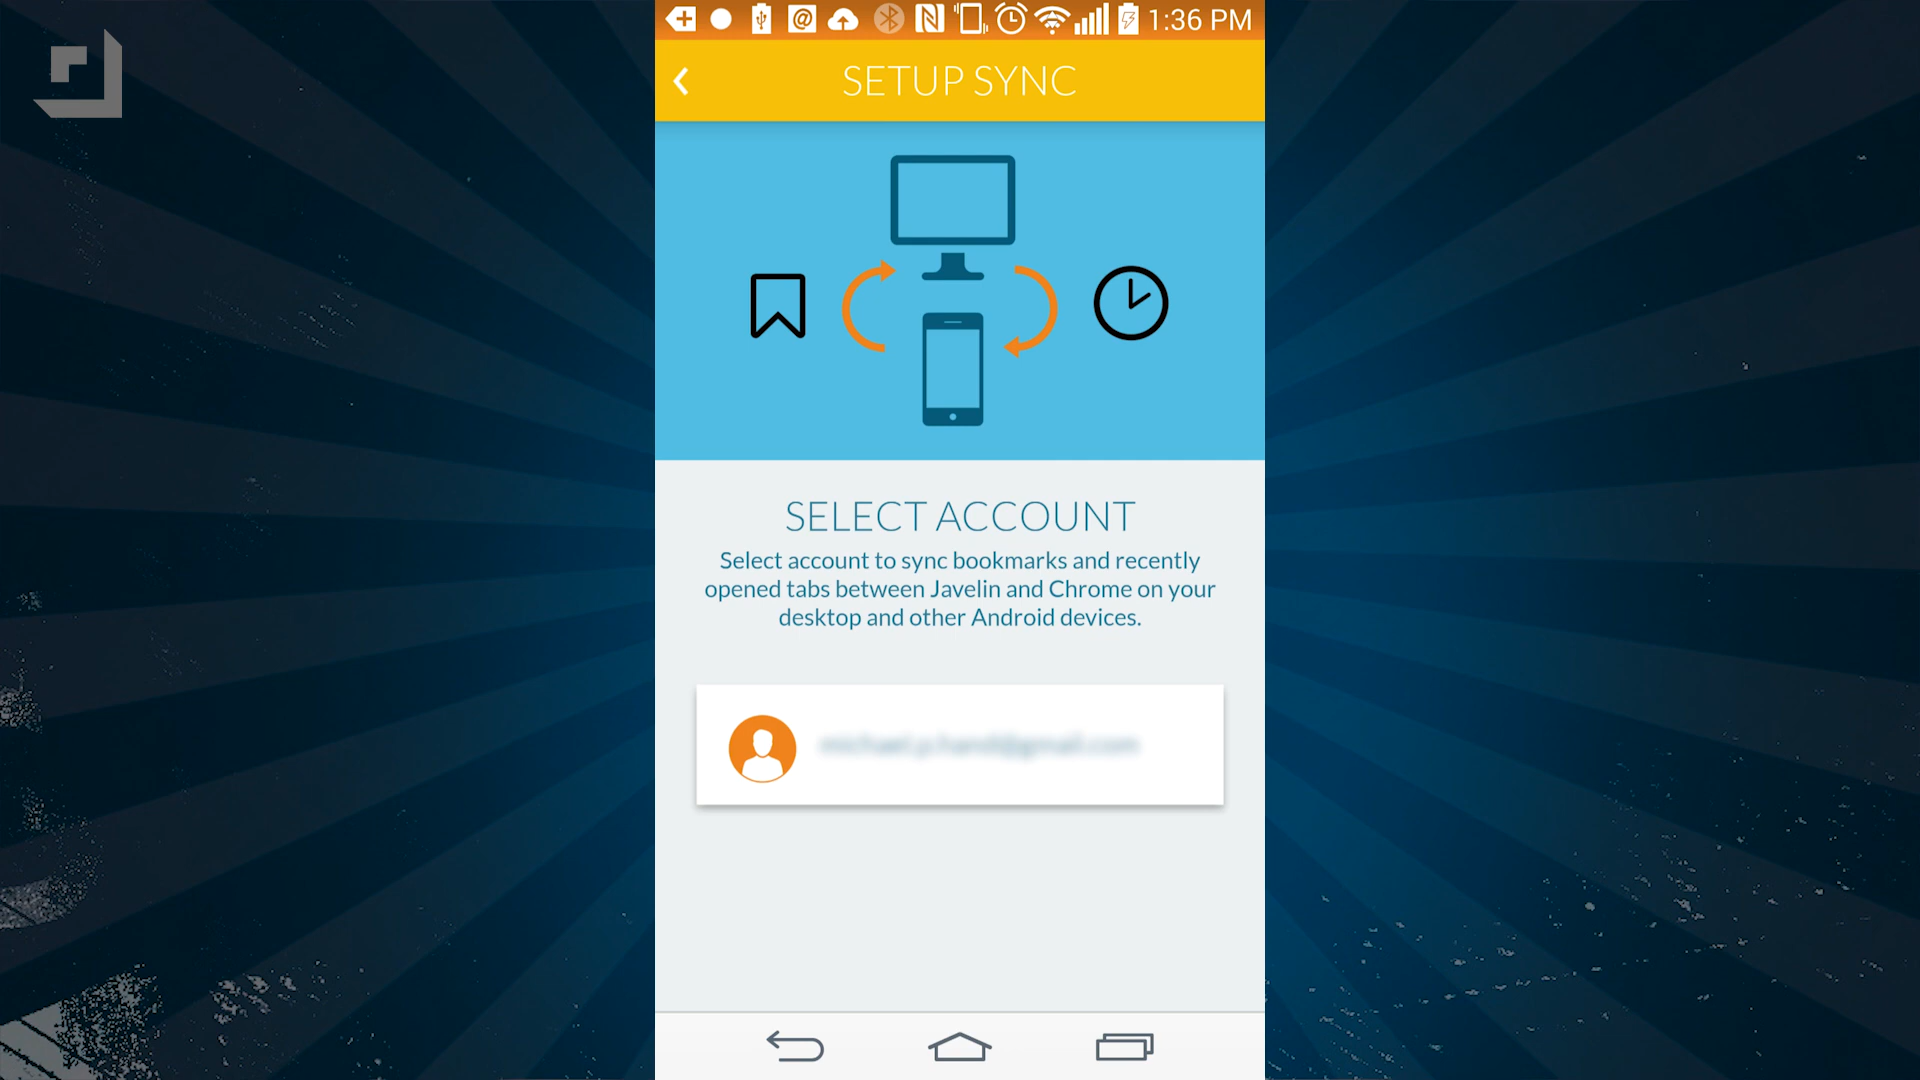 1:36 PM
SETUP SYNC
SELECT ACCOUNT
Select account to sync bookmarks and recently
opened tabs between Javelin and Chrome on your
desktop and other Android devices.